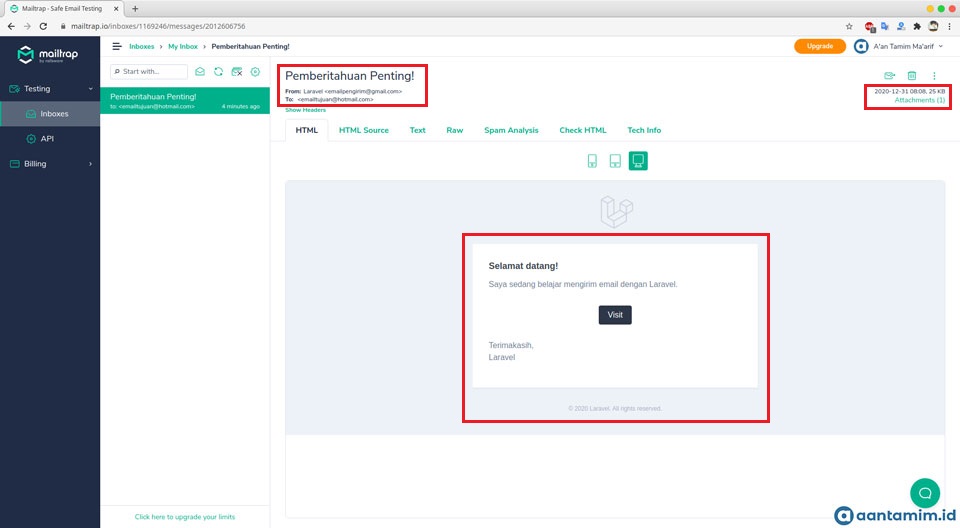 Mailtrap - Safe Email Testing
mailtrap.io/inboxes/1169246/messages/2012606756
mailtrap
by railsware
Inboxes › My Inbox › Pemberitahuan Penting!
Upgrade
A'an Tamim Ma'arif
Testing
Inboxes
API
Billing
Start with...
Pemberitahuan Penting!
to: <emailtujuan@hotmail.com> 4 minutes ago
Click here to upgrade your limits
Pemberitahuan Penting!
From: Laravel <emailpengirim@gmail.com>
To: <emailtujuan@hotmail.com>
Show Headers
2020-12-31 08:08, 25 KB
Attachments (1)
HTML HTML Source Text Raw Spam Analysis Check HTML Tech Info
Selamat datang!
Saya sedang belajar mengirim email dengan Laravel.
Visit
Terimakasih,
Laravel
© 2020 Laravel. All rights reserved.
aantamim.id